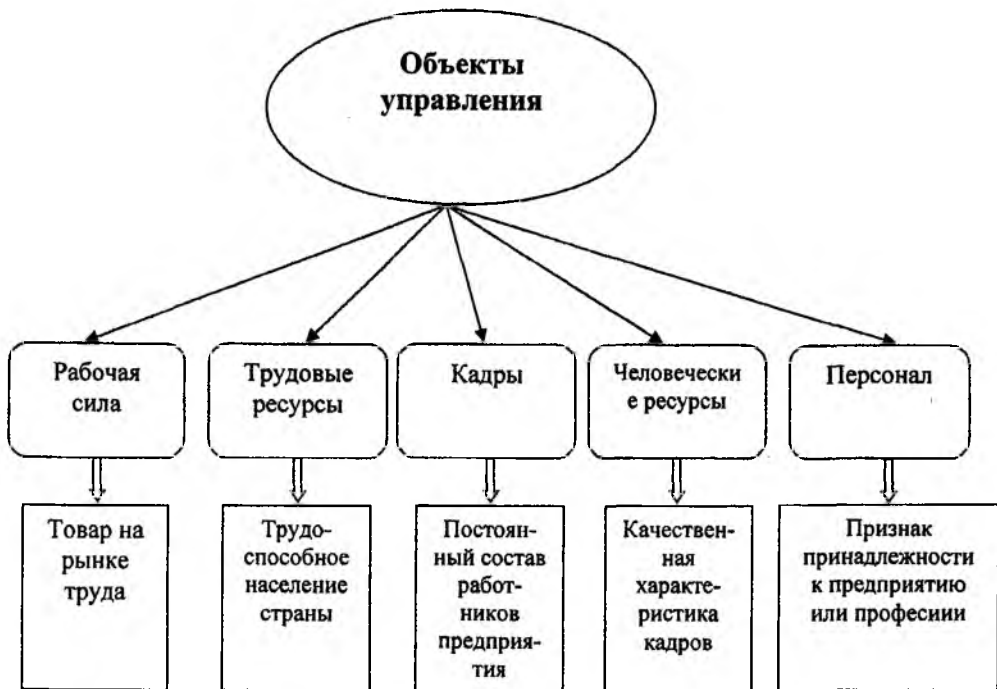 Объекты
управления
Рабочая
сила
Трудовые
ресурсы
Кадры
Человечески
е ресурсы
Персонал
Товар на
рынке
труда
Трудо-
способное
население
страны
Постоян-
ный состав
работ-
ников
предприя-
тия
Качествен-
ная
характе-
ристика
кадров
Признак
принадлежности
к предприятию
или професиии